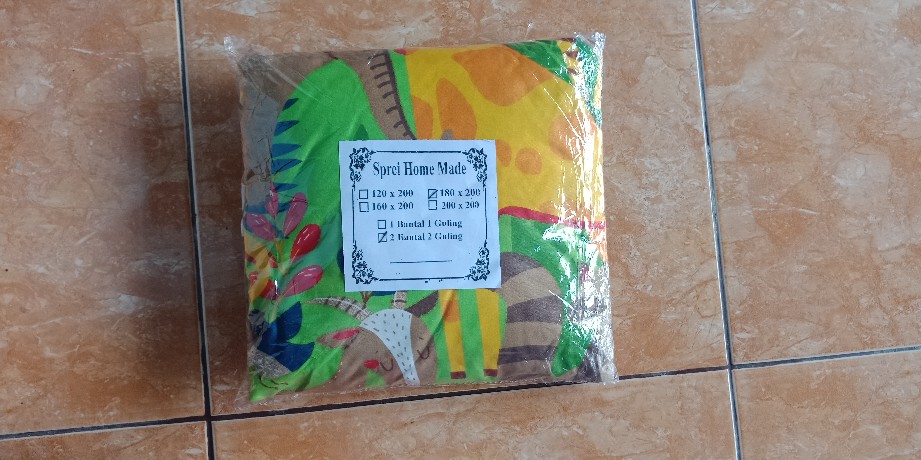 Sprei Home Made
120 x 200 180 x 200
160 x 200 200 x 200
1 Bantal 1 Guling
2 Bantal 2 Guling